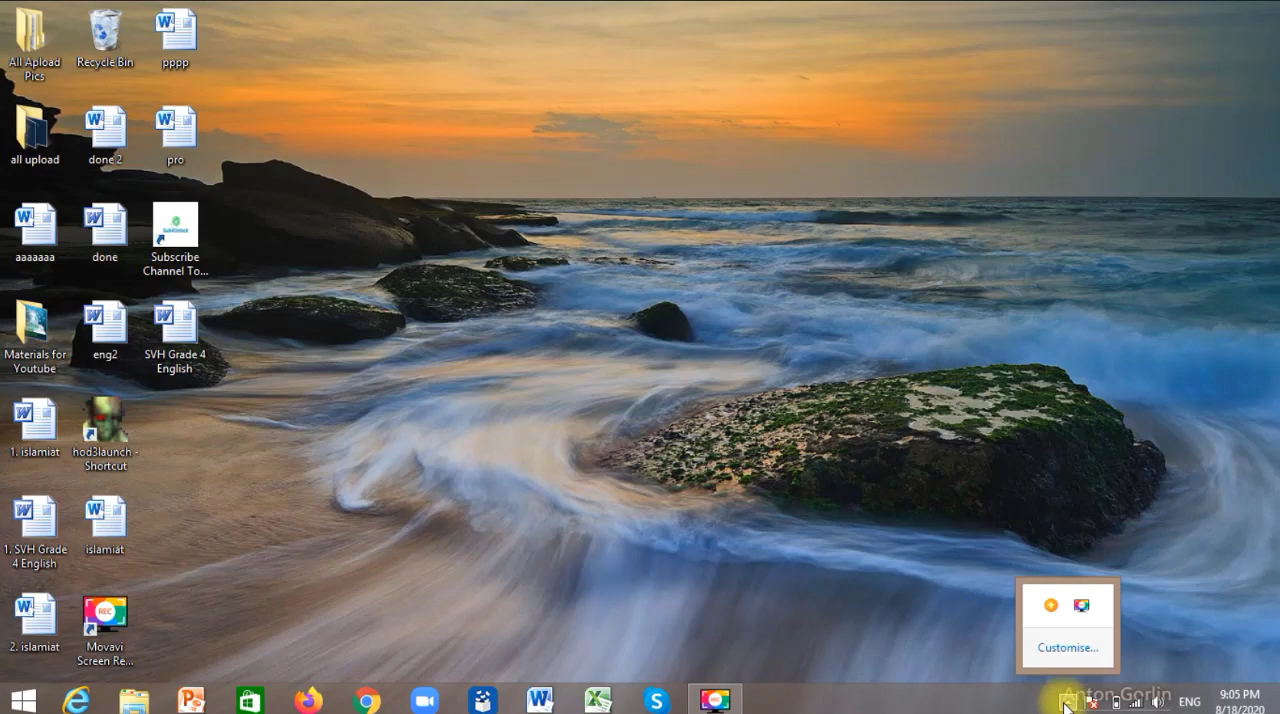 All Apload
Pics
Recycle Bin
pppp
all upload
done 2
pro
aaaaaaa
done
Subscribe
Channel To...
Materials for
Youtube
eng2
SVH Grade 4
English
1. islamiat
hod3launch -
Shortcut
1. SVH Grade
4 English
islamiat
2. islamiat
REC
Movavi
Screen Re...
Customise...
Anton Gorlin
ENG
9:05 PM
8/18/2020